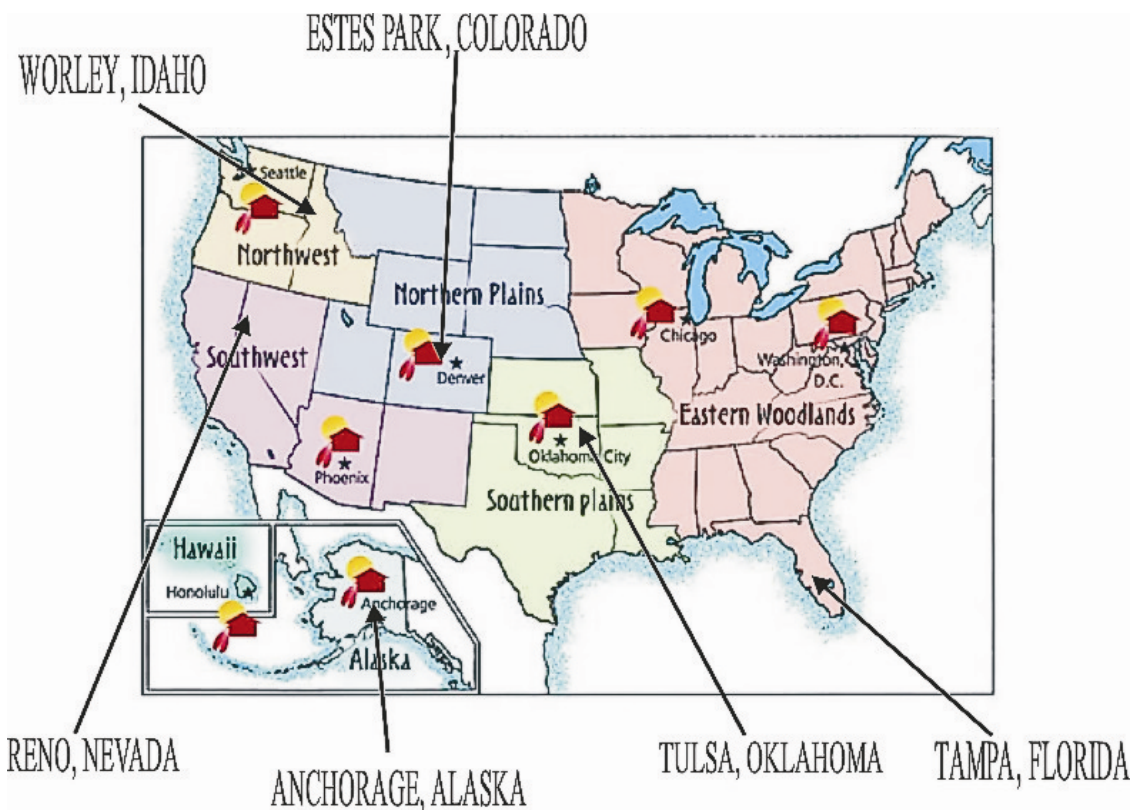 ESTES PARK, COLORADO
WORLEY, IDAHO
Seattle
Northwest
Northern Plains
Southwest
Chicago
Washington,
D.C.
Denver
Eastern Woodlands
Oklahoma City
Phoenix
Southern plains
Hawaii
Honolulu
Anchorage
Alaska
RENO, NEVADA
ANCHORAGE, ALASKA
TULSA, OKLAHOMA
TAMPA, FLORIDA